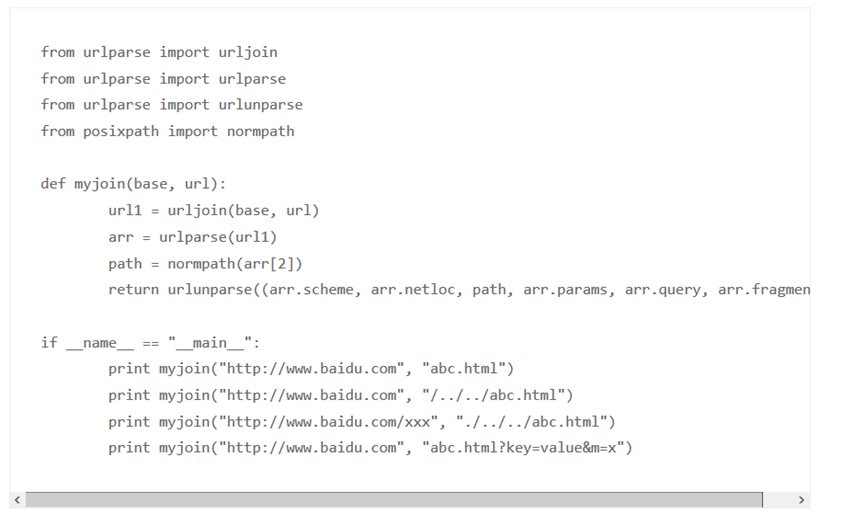 from urlparse import urljoin
from urlparse import urlparse
from urlparse import urlunparse
from posixpath import normpath
def myjoin(base, url):
url1 = urljoin(base, url)
arr = urlparse(url1)
path = normpath(arr[2])
return urlunparse((arr.scheme, arr.netloc, path, arr.params, arr.query, arr.fragmen
if __name__ == "__main__":
print myjoin("http://www.baidu.com", "abc.html")
print myjoin("http://www.baidu.com", "/../../abc.html")
print myjoin("http://www.baidu.com/xxx", "./../../abc.html")
print myjoin("http://www.baidu.com", "abc.html?key=value&m=x")